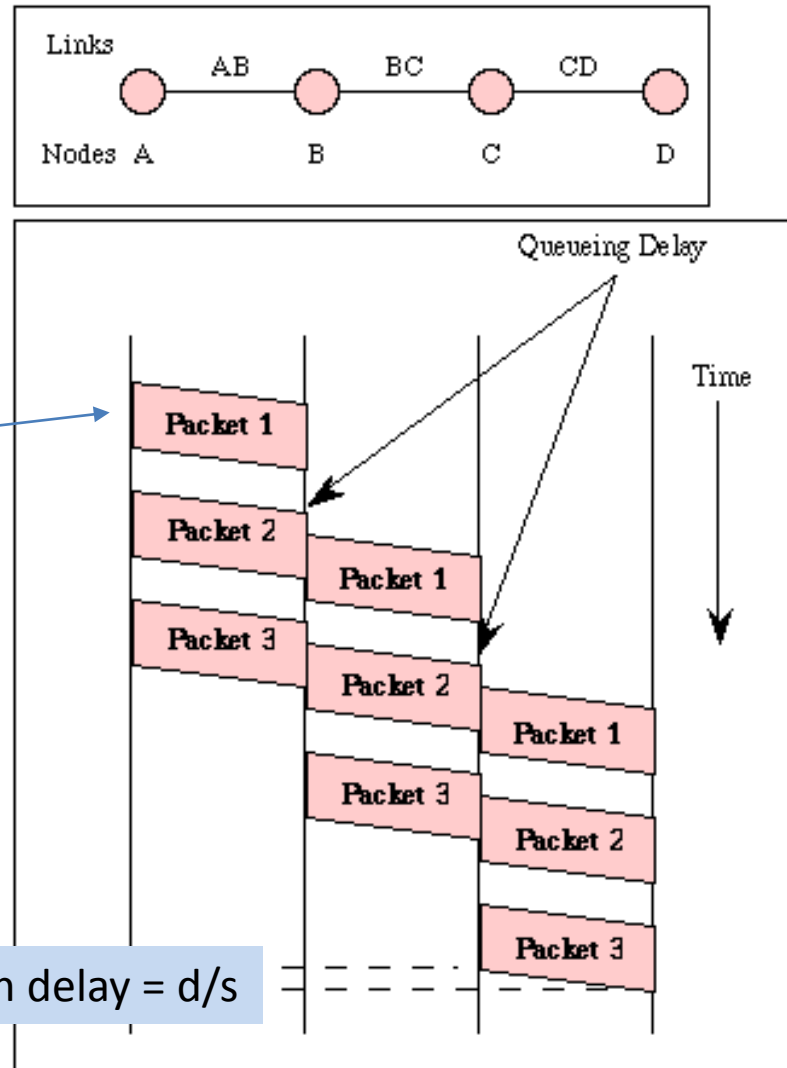 Links
AB BC CD
Nodes A B C D
Queueing Delay
Time
Packet 1
Packet 2
Packet 1
Packet 3
Packet 2
Packet 1
Packet 3
Packet 2
Packet 3
delay = d/s